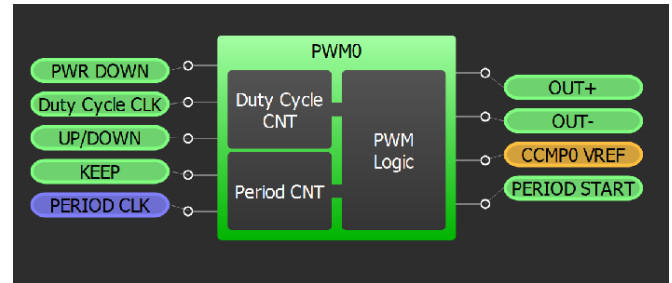 PWM0
PWR DOWN
Duty Cycle CLK
UP/DOWN
KEEP
PERIOD CLK
Duty Cycle
CNT
Period CNT
PWM
Logic
OUT+
OUT-
CCMP0 VREF
PERIOD START